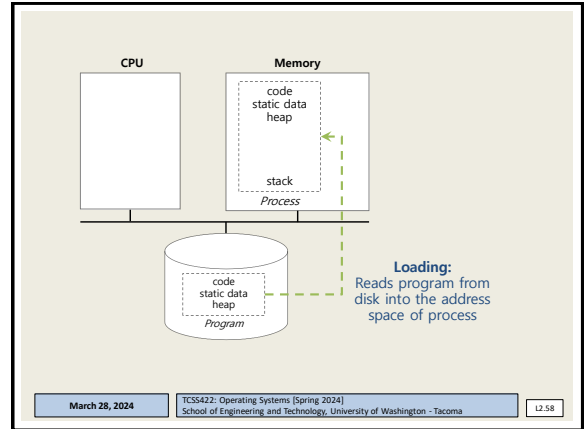 CPU
Memory
code
static data
heap
stack
Process
code
static data
heap
Program
Loading:
Reads program from
disk into the address
space of process
March 28, 2024
TCSS422: Operating Systems [Spring 2024]
School of Engineering and Technology, University of Washington - Tacoma
L2.58